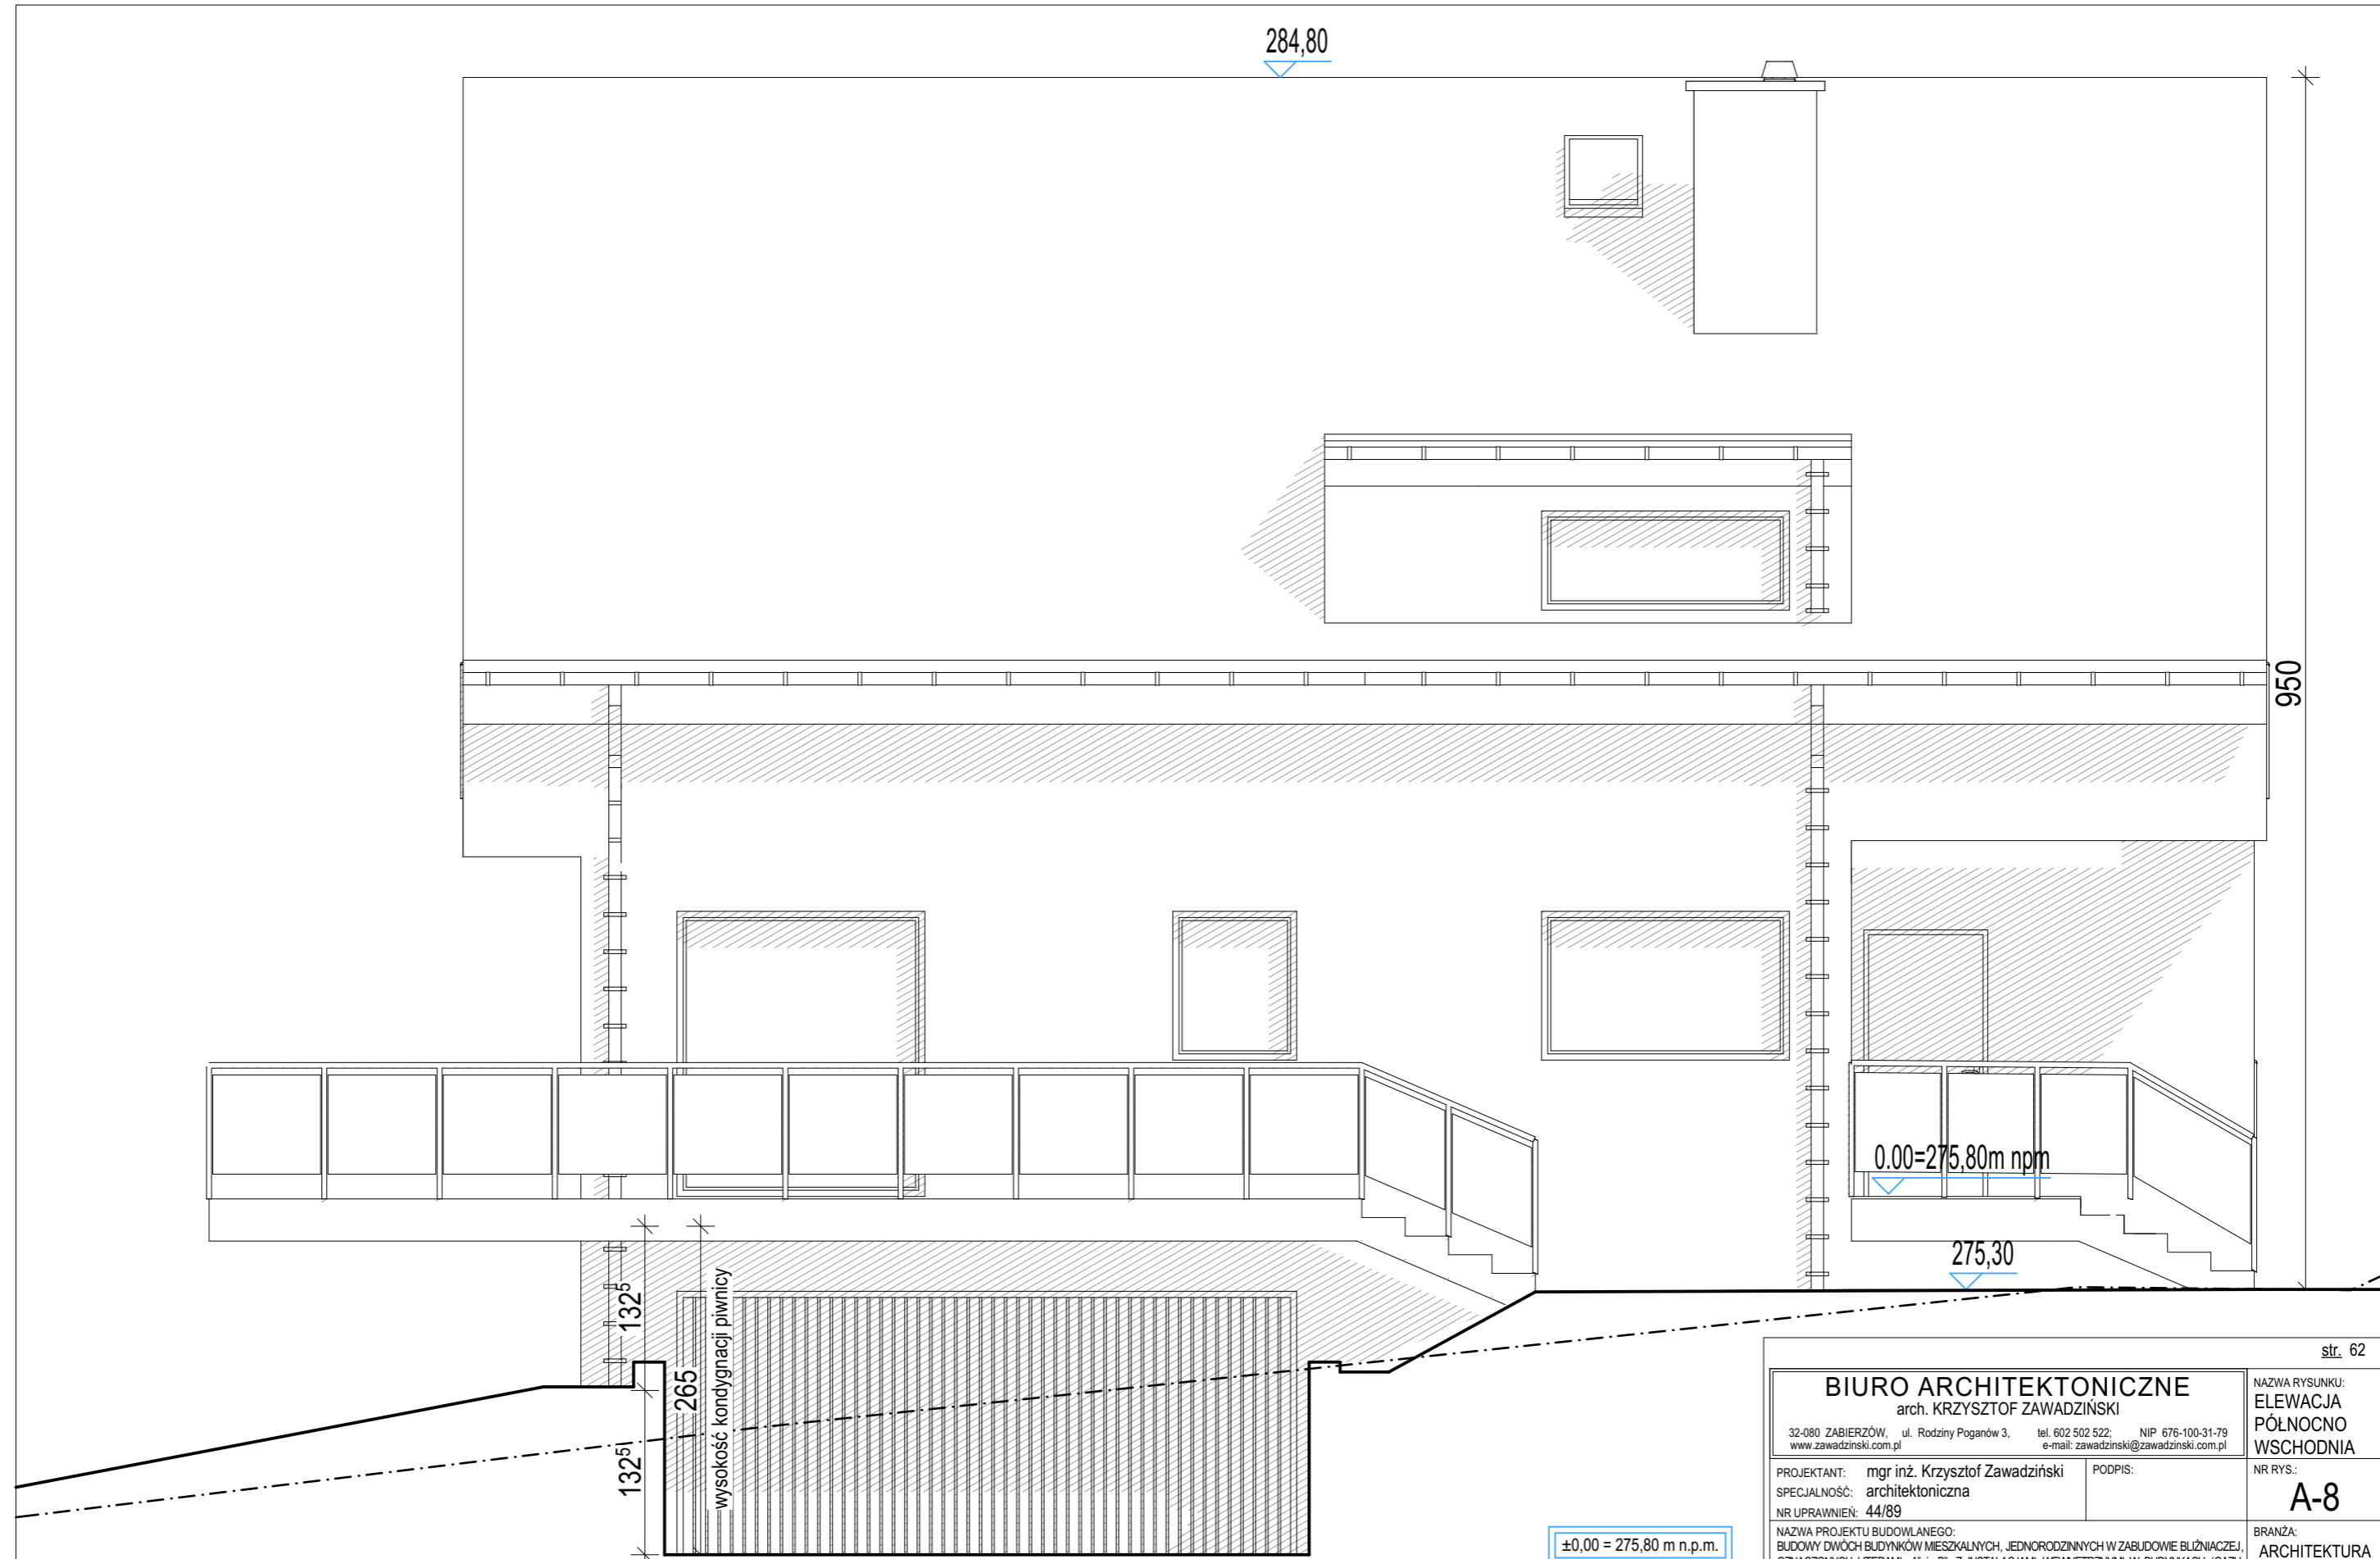 284,80
950
0.00=275,80m npm
275,30
132⁵
265
wysokość kondygnacji piwnicy
132⁵
±0,00 = 275,80 m n.p.m.
str. 62
BIURO ARCHITEKTONICZNE
arch. KRZYSZTOF ZAWADZIŃSKI
32-080 ZABIERZÓW, ul. Rodziny Poganów 3, tel. 602 502 522; NIP 676-100-31-79
www.zawadzinski.com.pl e-mail: zawadzinski@zawadzinski.com.pl
NAZWA RYSUNKU:
ELEWACJA
PÓŁNOCNO
WSCHODNIA
PROJEKTANT: mgr inż. Krzysztof Zawadziński
SPECJALNOŚĆ: architektoniczna
NR UPRAWNIEŃ: 44/89
PODPIS:
NR RYS.:
A-8
NAZWA PROJEKTU BUDOWLANEGO:
BUDOWY DWÓCH BUDYNKÓW MIESZKALNYCH, JEDNORODZINNYCH W ZABUDOWIE BLIŹNIACZEJ,
BRANŻA:
ARCHITEKTURA